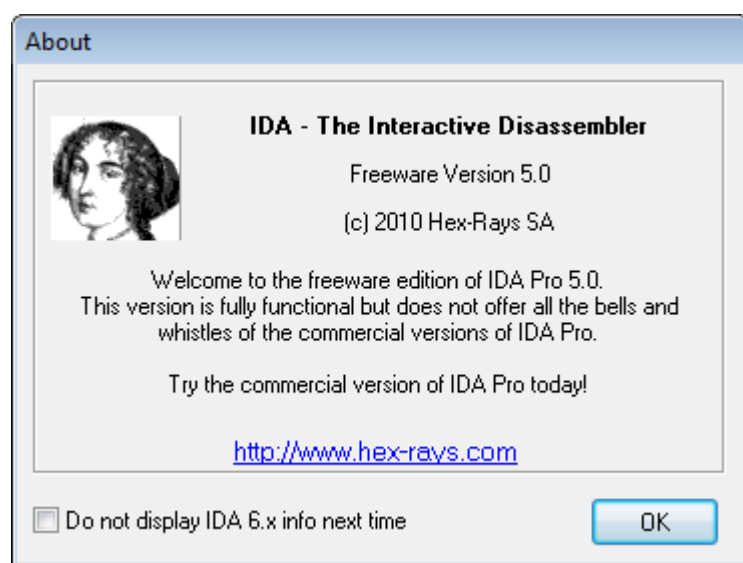 About
IDA - The Interactive Disassembler
Freeware Version 5.0
(c) 2010 Hex-Rays SA
Welcome to the freeware edition of IDA Pro 5.0.
This version is fully functional but does not offer all the bells and
whistles of the commercial versions of IDA Pro.
Try the commercial version of IDA Pro today!
http://www.hex-rays.com
Do not display IDA 6.x info next time
OK